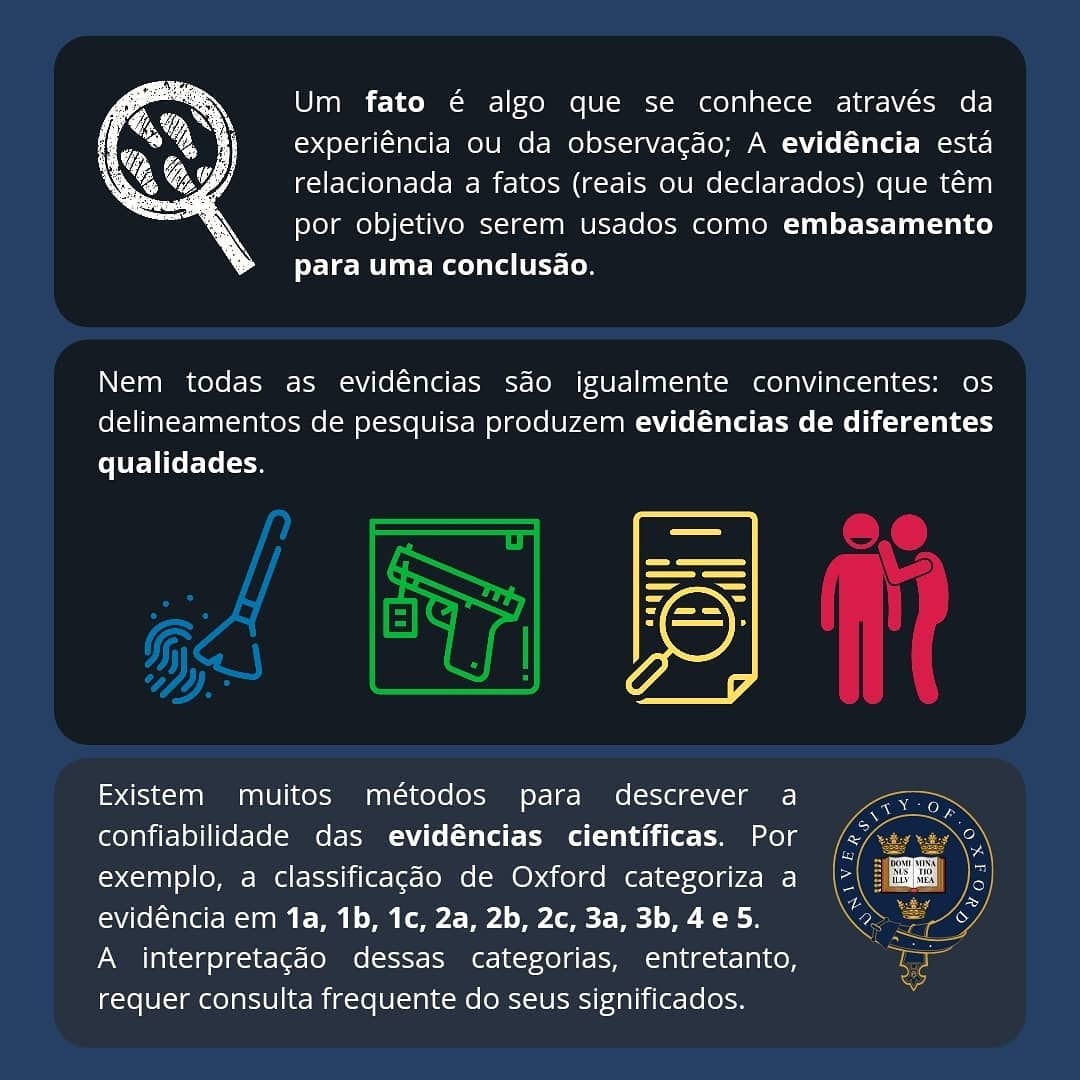 Um fato é algo que se conhece através da
experiência ou da observação; A evidência está
relacionada a fatos (reais ou declarados) que têm
por objetivo serem usados como embasamento
para uma conclusão.
Nem todas as evidências são igualmente convincentes: os
delineamentos de pesquisa produzem evidências de diferentes
qualidades.
Existem muitos métodos para descrever a
confiabilidade das evidências científicas. Por
exemplo, a classificação de Oxford categoriza a
evidência em 1a, 1b, 1c, 2a, 2b, 2c, 3a, 3b, 4 e 5.
A interpretação dessas categorias, entretanto,
requer consulta frequente do seus significados.
UNIVERSITY·OF·OXFORD
DOMI MINA
NUS TIO
ILLV MEA